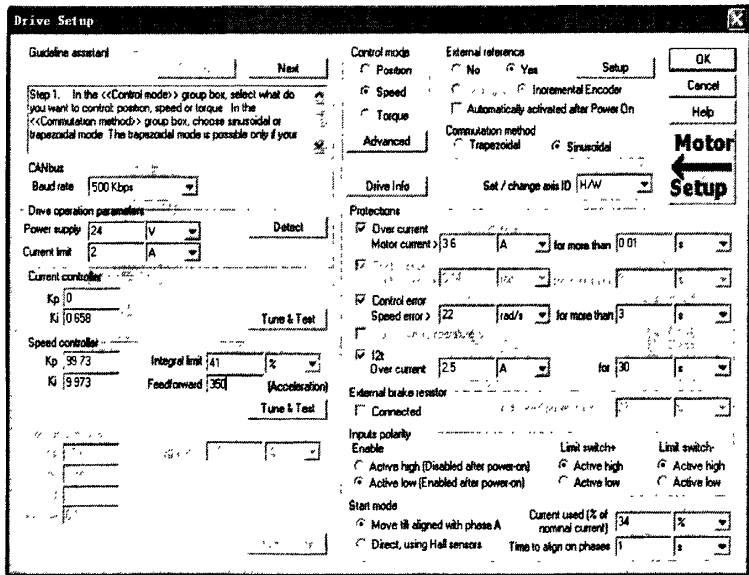 Drive Setup
Guideline assistant
Next
Step 1. In the <<Control mode>> group box, select what do
you want to control: position, speed or torque In the
<<Commutation method>> group box, choose sinusoidal or
trapezoidal mode The trapezoidal mode is possible only if your
CANbus
Baud rate 500 Kbps
Drive operation parameters
Power supply 24 V
Detect
Current limit 2 A
Current controller
Kp 0
Ki 0 658
Tune & Test
Speed controller
Kp 99 73
Integral limit 41 %
Ki 9 973
Feedforward 350 (Acceleration)
Tune & Test
Control mode
Position
Speed
Torque
Advanced
External reference
No Yes
Setup
Incremental Encoder
Automatically activated after Power On
Commutation method
Trapezoidal Sinusoidal
OK
Cancel
Help
Motor
Setup
Drive Info
Set / change axis ID H/W
Protections
Over current
Motor current > 3 6 A for more than 0 01 s
Control error
Speed error > 22 rad/s for more than 3 s
I2t
Over current 2.5 A for 30 s
External brake resistor
Connected
Inputs polarity
Enable
Active high (Disabled after power-on)
Active low (Enabled after power-on)
Limit switch+
Active high
Active low
Limit switch-
Active high
Active low
Start mode
Move till aligned with phase A
Direct, using Hall sensors
Current used (% of
nominal current) 34 %
Time to align on phases 1 s